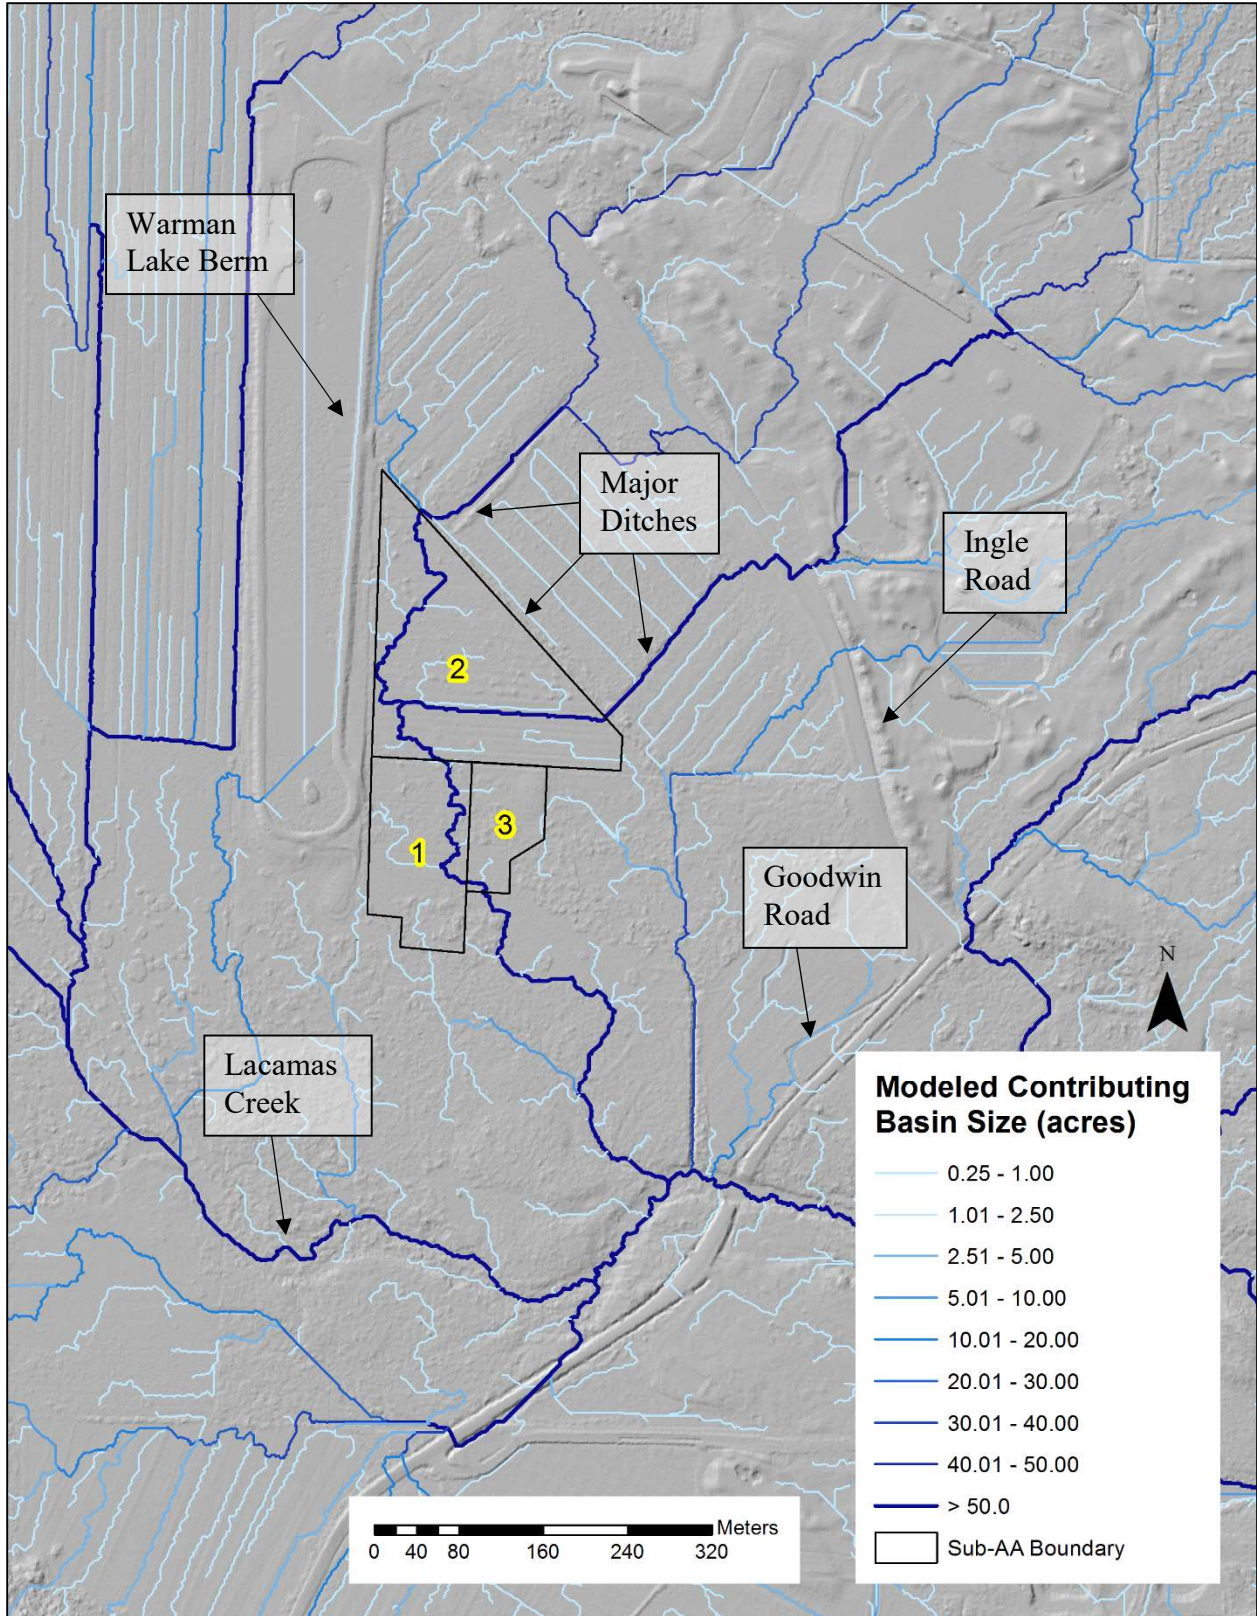 Warman
Lake Berm
Major
Ditches
Ingle
Road
2
3
1
Goodwin
Road
N
Lacamas
Creek
Modeled Contributing
Basin Size (acres)
0.25 - 1.00
1.01 - 2.50
2.51 - 5.00
5.01 - 10.00
10.01 - 20.00
20.01 - 30.00
30.01 - 40.00
40.01 - 50.00
> 50.0
Sub-AA Boundary
Meters
0 40 80 160 240 320